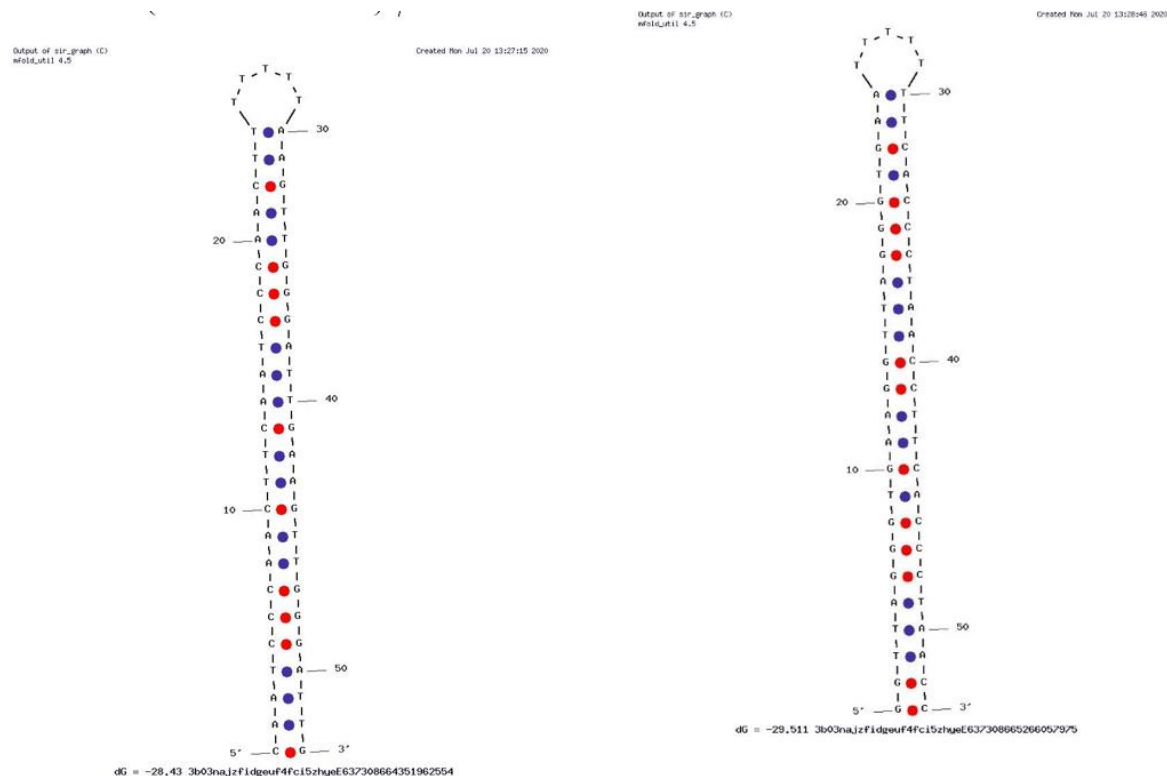 Output of sir_graph (C)
mfold_util 4.5
Created Mon Jul 20 13:27:15 2020
T
T T
T T
T A 30
T A
C G
A T
20 A T
C G
C G
C G
T A
A T
A T 40
C G
T A
T A
10 C G
A T
A T
C G
C G
C G
T A 50
A T
A T
5' C G 3'
dG = -28.43 3b03najzfidgeuf4fci5zhyeE637308664351962554
Output of sir_graph (C)
mfold_util 4.5
Created Mon Jul 20 13:28:46 2020
T
T T
T T
A T 30
A T
G C
T A
20 G C
G C
G C
A T
T A
T A
G C 40
G C
A T
A T
10 G C
T A
G C
G C
G C
A T
T A 50
T A
G C
5' G C 3'
dG = -29.511 3b03najzfidgeuf4fci5zhyeE637308665266057975